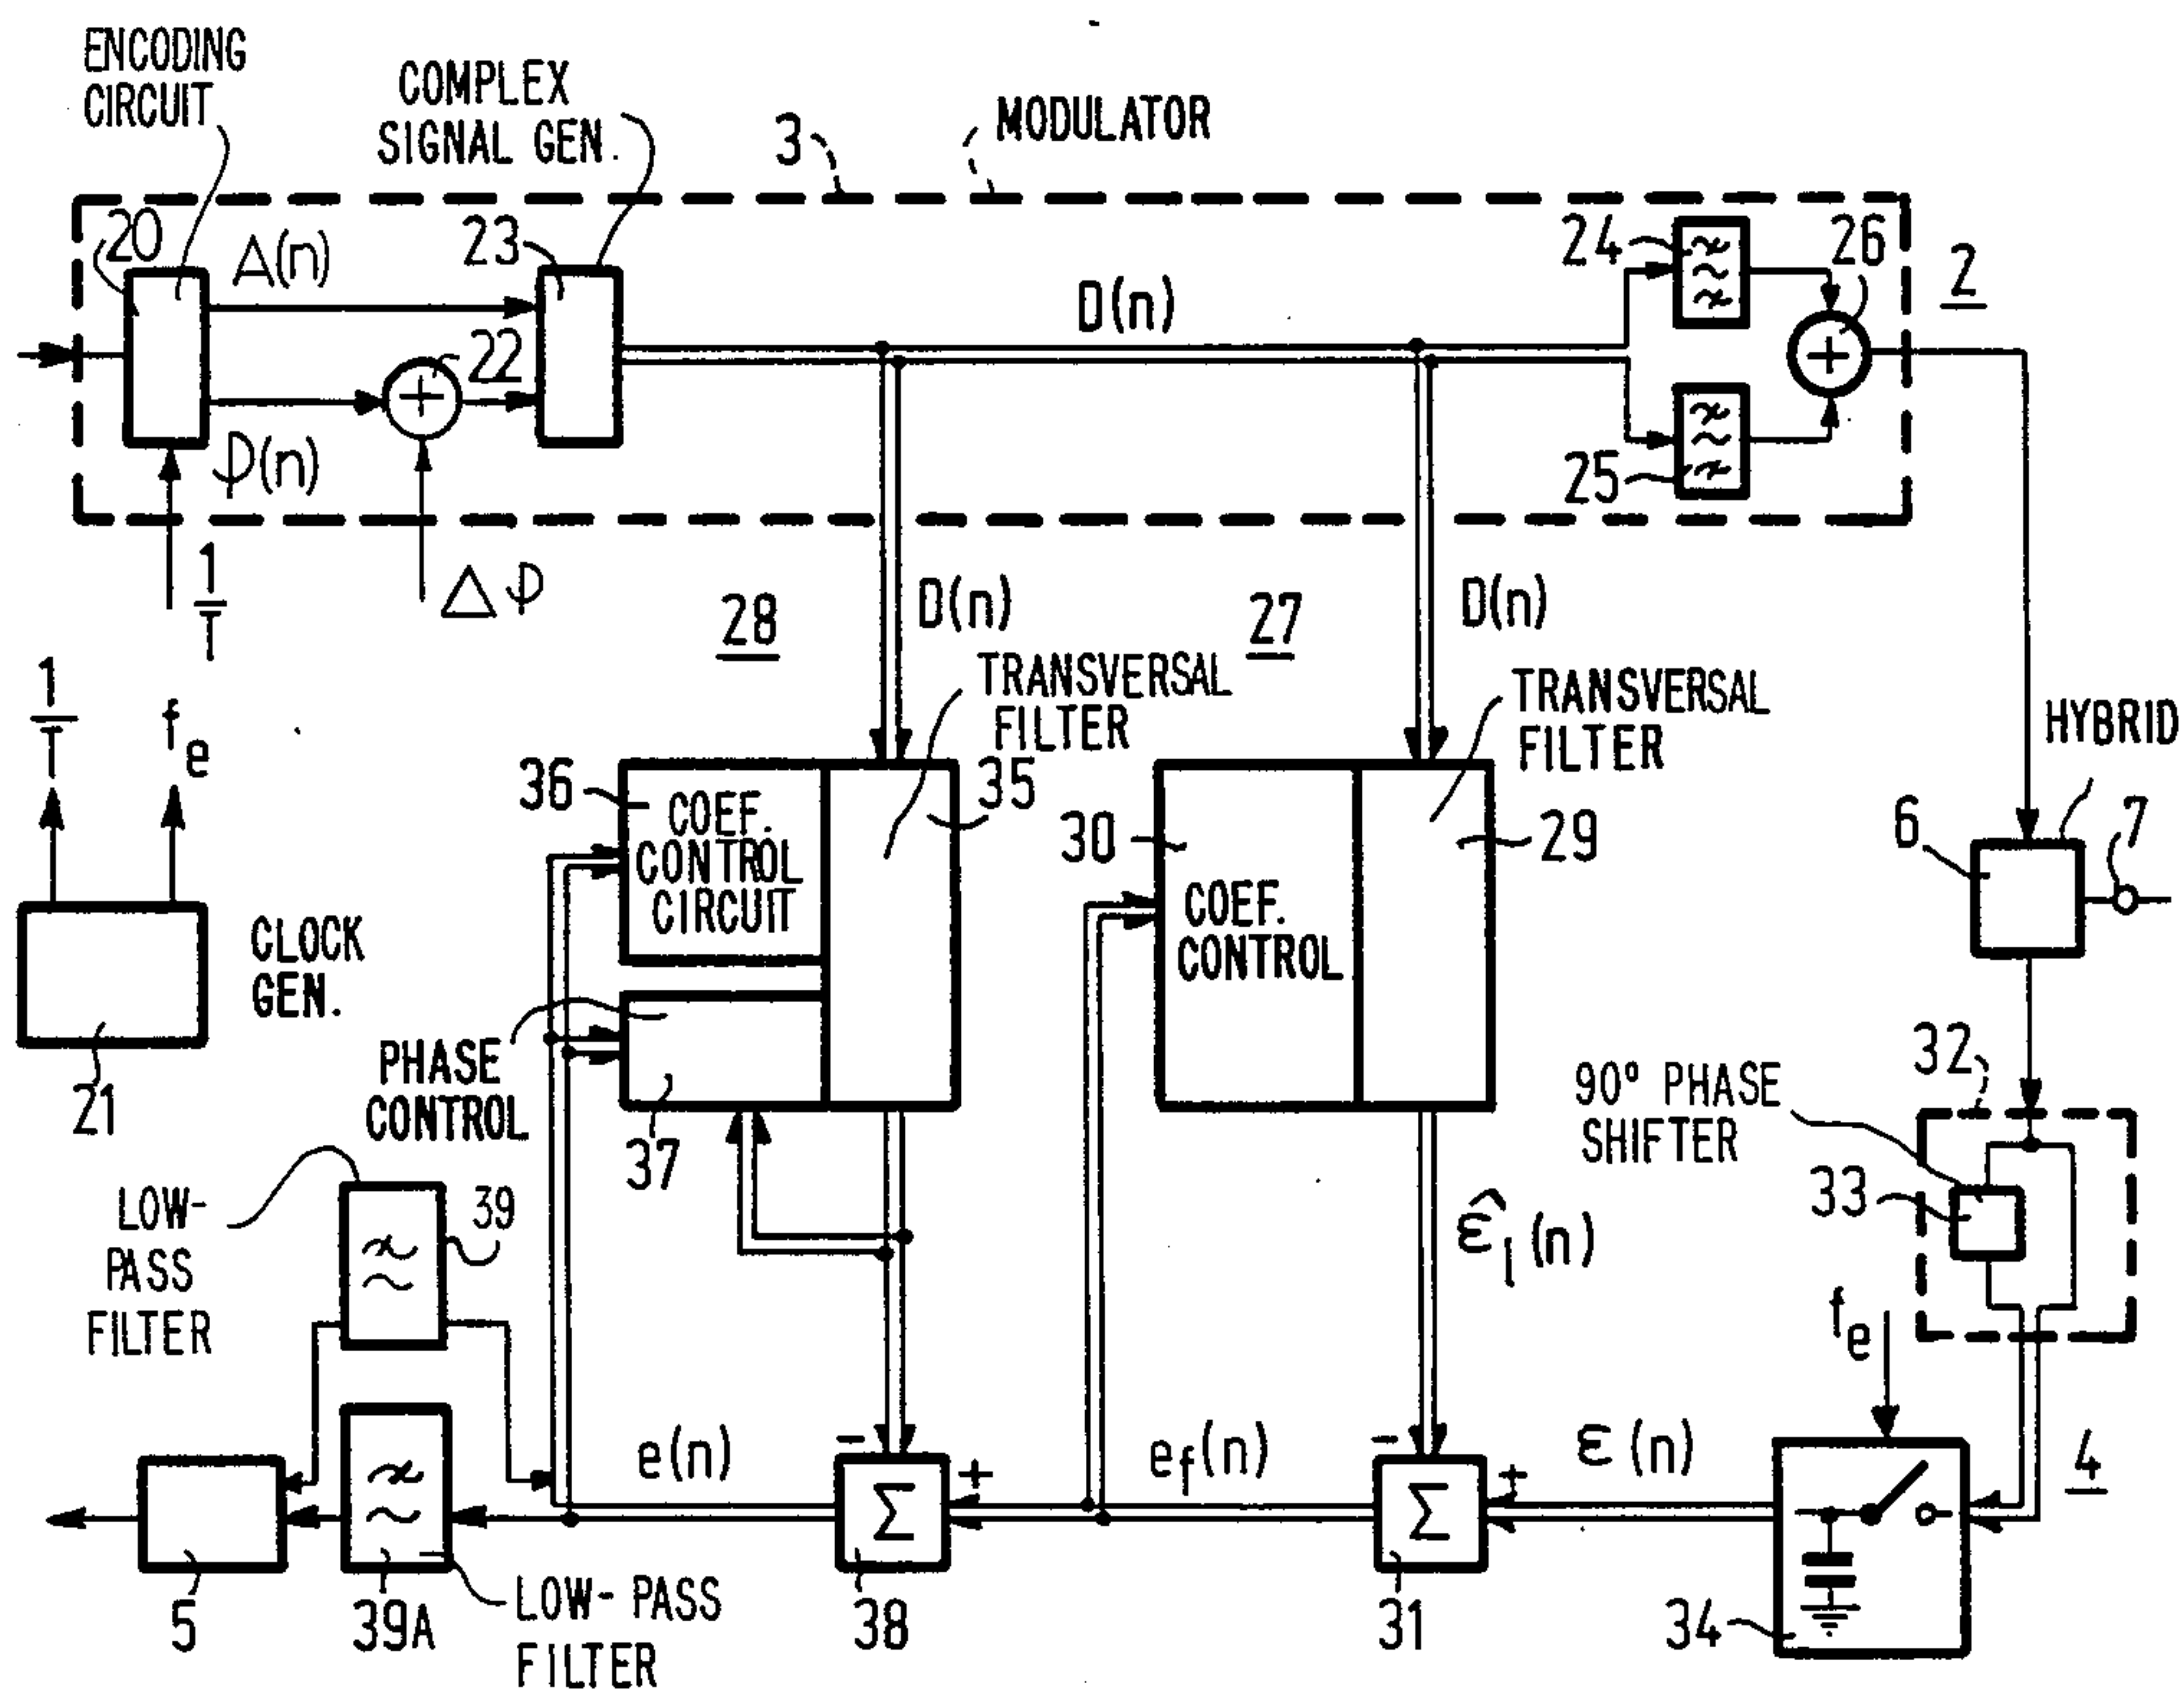 ENCODING
CIRCUIT
COMPLEX
SIGNAL GEN.
3
MODULATOR
20
A(n)
23
22
φ(n)
D(n)
24
25
26
2
1
T
Δφ
28
D(n)
27
D(n)
1
T
fe
TRANSVERSAL
FILTER
TRANSVERSAL
FILTER
HYBRID
36
COEF.
CONTROL
CIRCUIT
35
30
COEF.
CONTROL
29
6
7
CLOCK
GEN.
21
PHASE
CONTROL
37
32
90° PHASE
SHIFTER
33
LOW-
PASS
FILTER
39
ε̂i(n)
fe
e(n)
-
Σ
+
ef(n)
-
Σ
+
ε(n)
4
5
39A
LOW-PASS
FILTER
38
31
34